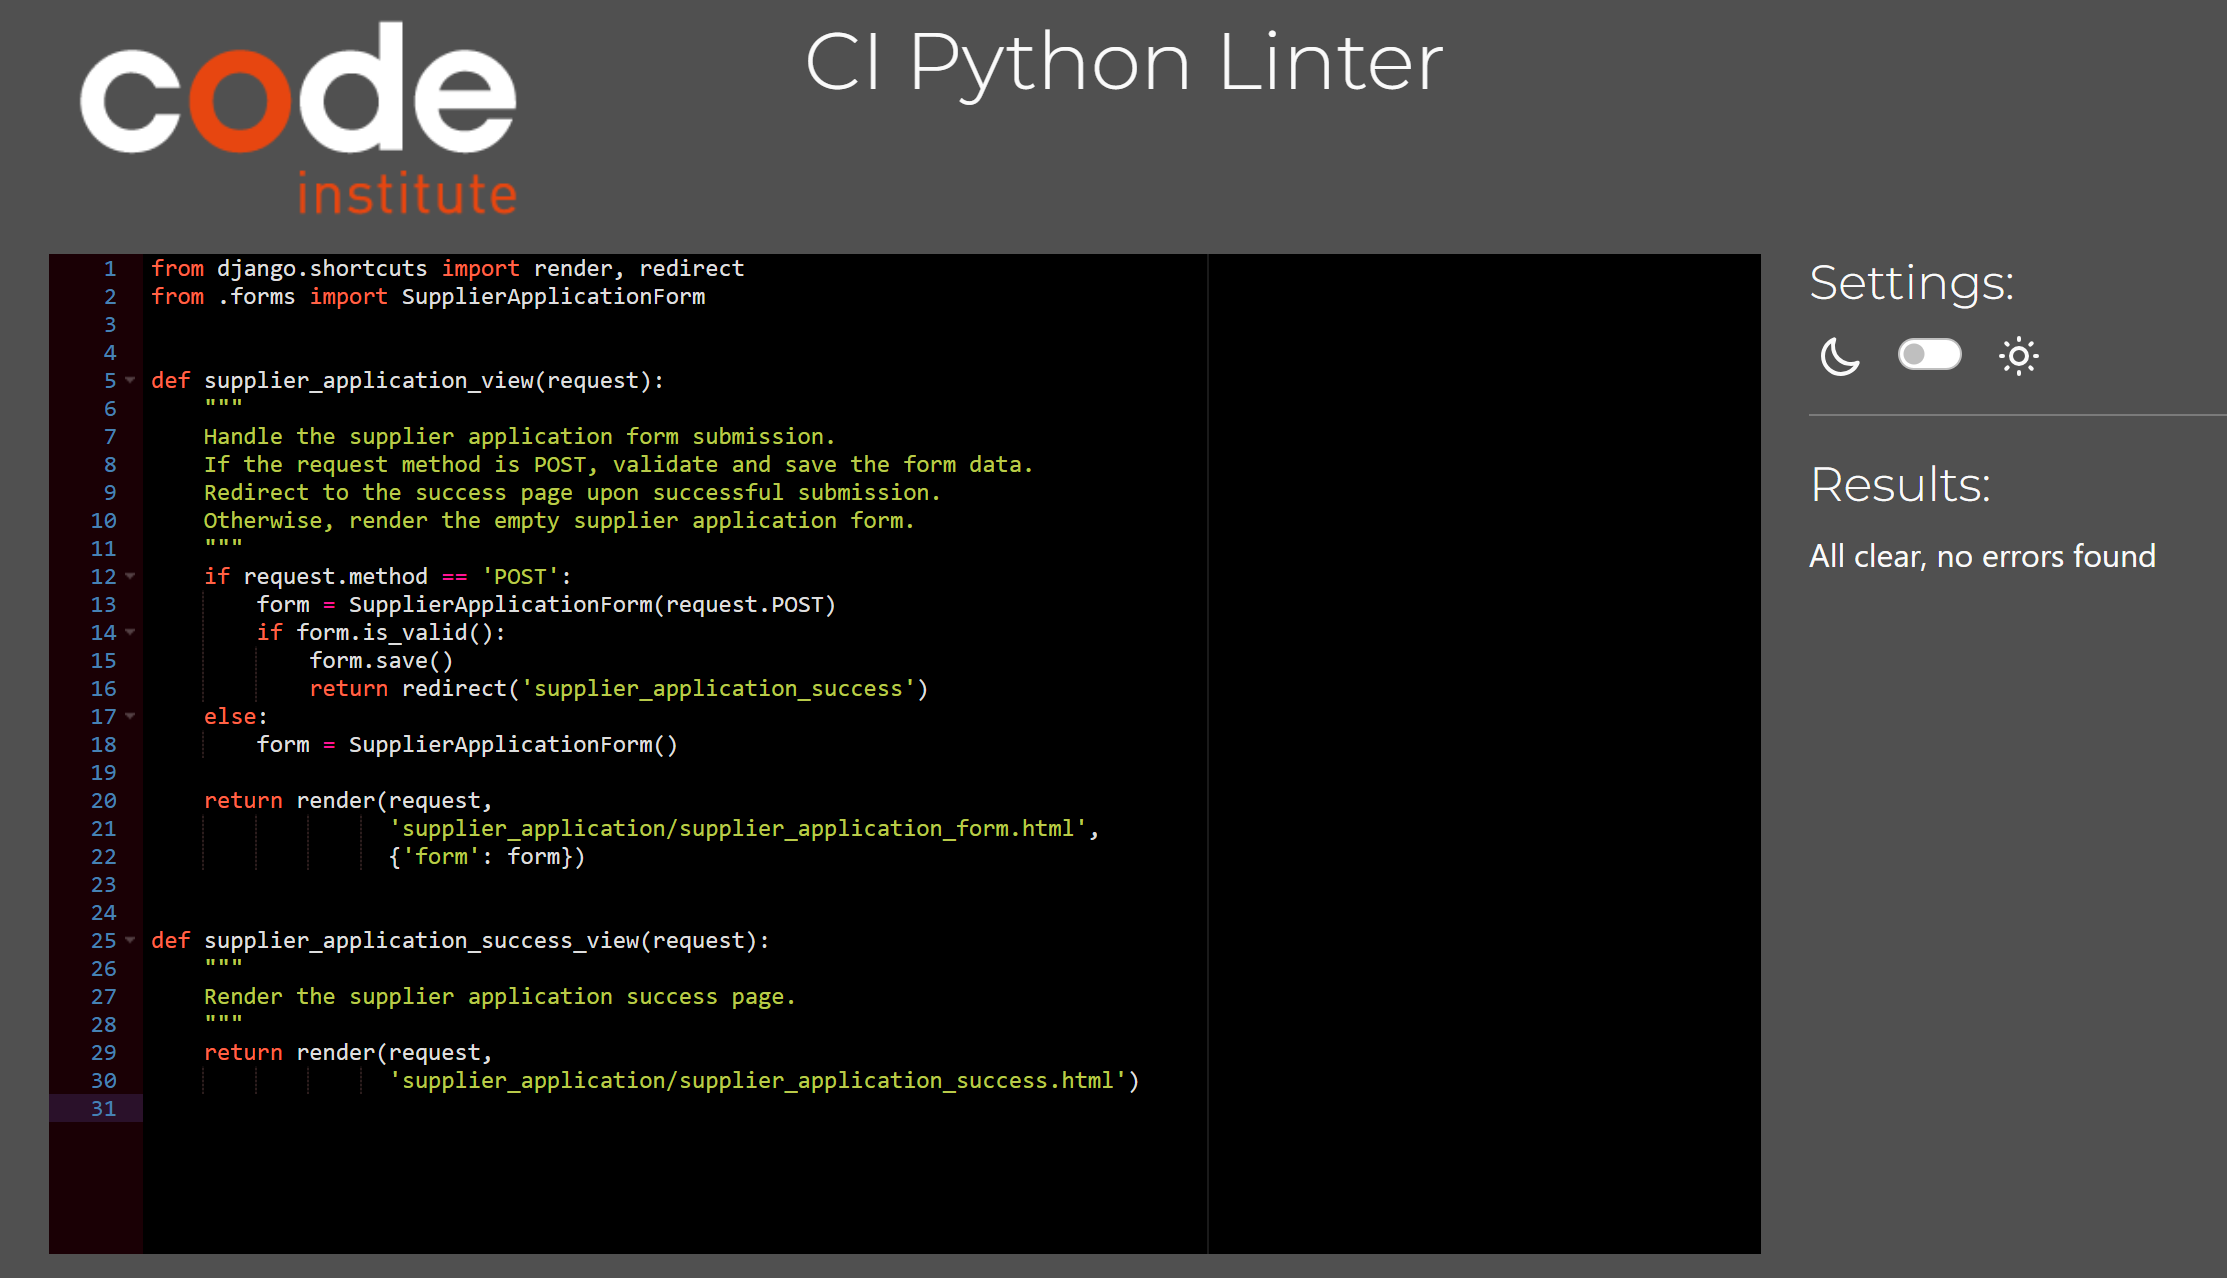 code
institute
CI Python Linter
1 from django.shortcuts import render, redirect
2 from .forms import SupplierApplicationForm
3
4
5 def supplier_application_view(request):
6     """
7     Handle the supplier application form submission.
8     If the request method is POST, validate and save the form data.
9     Redirect to the success page upon successful submission.
10     Otherwise, render the empty supplier application form.
11     """
12     if request.method == 'POST':
13         form = SupplierApplicationForm(request.POST)
14         if form.is_valid():
15             form.save()
16             return redirect('supplier_application_success')
17     else:
18         form = SupplierApplicationForm()
19
20     return render(request,
21                   'supplier_application/supplier_application_form.html',
22                   {'form': form})
23
24
25 def supplier_application_success_view(request):
26     """
27     Render the supplier application success page.
28     """
29     return render(request,
30                   'supplier_application/supplier_application_success.html')
31
Settings:
Results:
All clear, no errors found